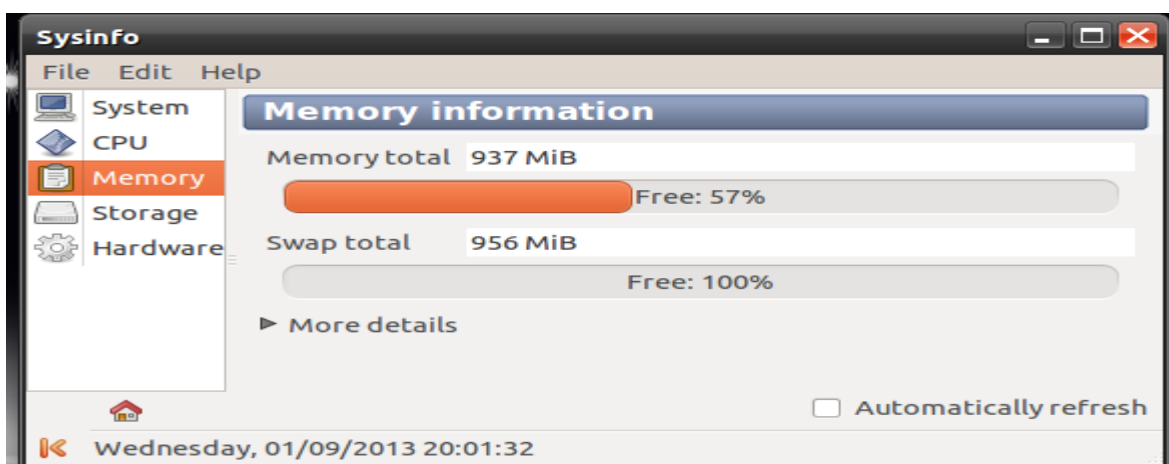 Sysinfo
File Edit Help
System
CPU
Memory
Storage
Hardware
Memory information
Memory total 937 MiB
Free: 57%
Swap total 956 MiB
Free: 100%
More details
Automatically refresh
Wednesday, 01/09/2013 20:01:32